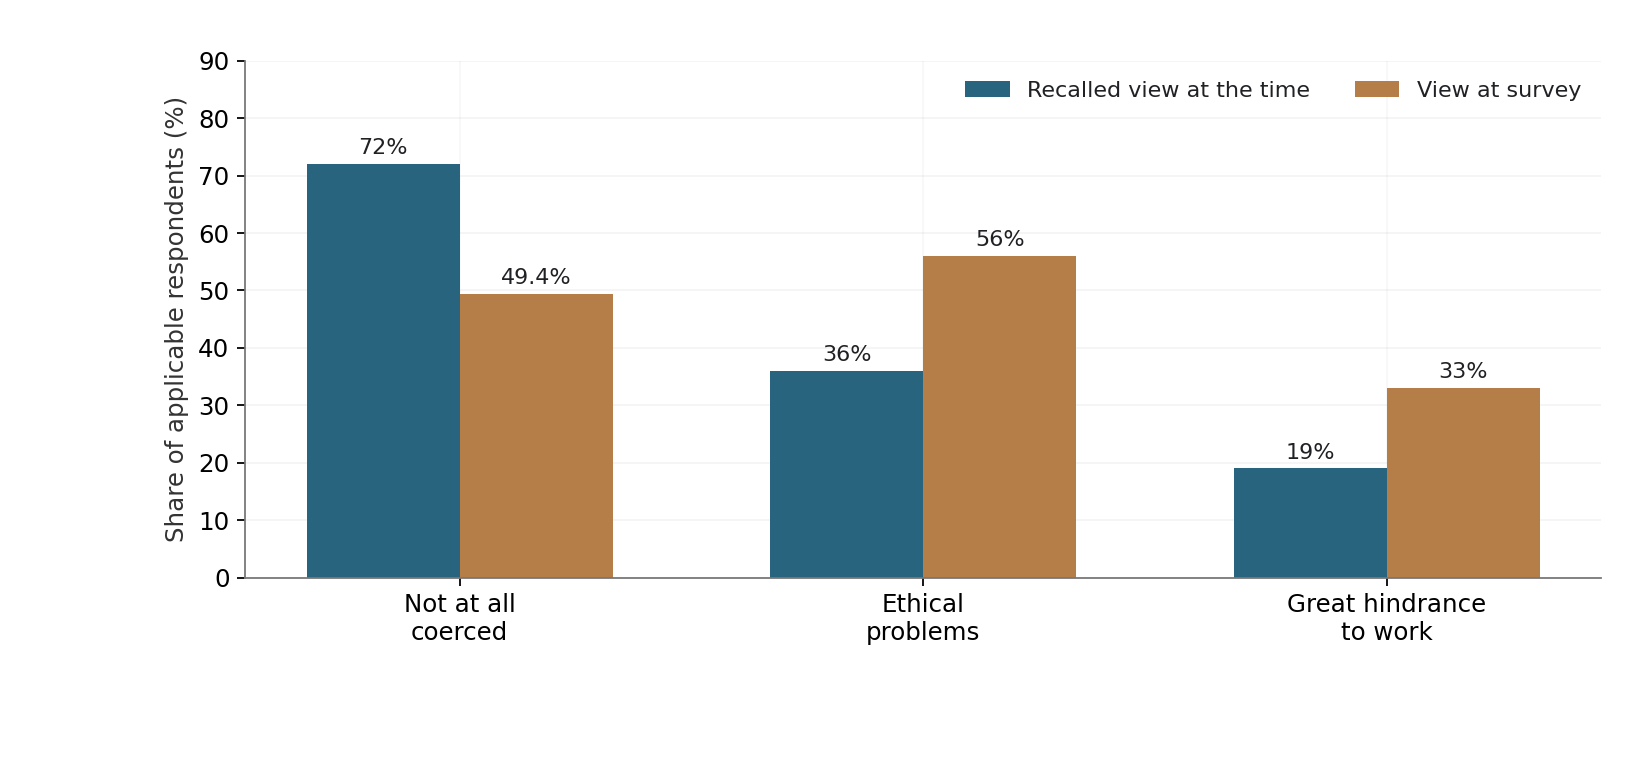 Recalled view at the time
View at survey
Share of applicable respondents (%)
90
80
70
60
50
40
30
20
10
0
72%
49.4%
36%
56%
19%
33%
Not at all
coerced
Ethical
problems
Great hindrance
to work